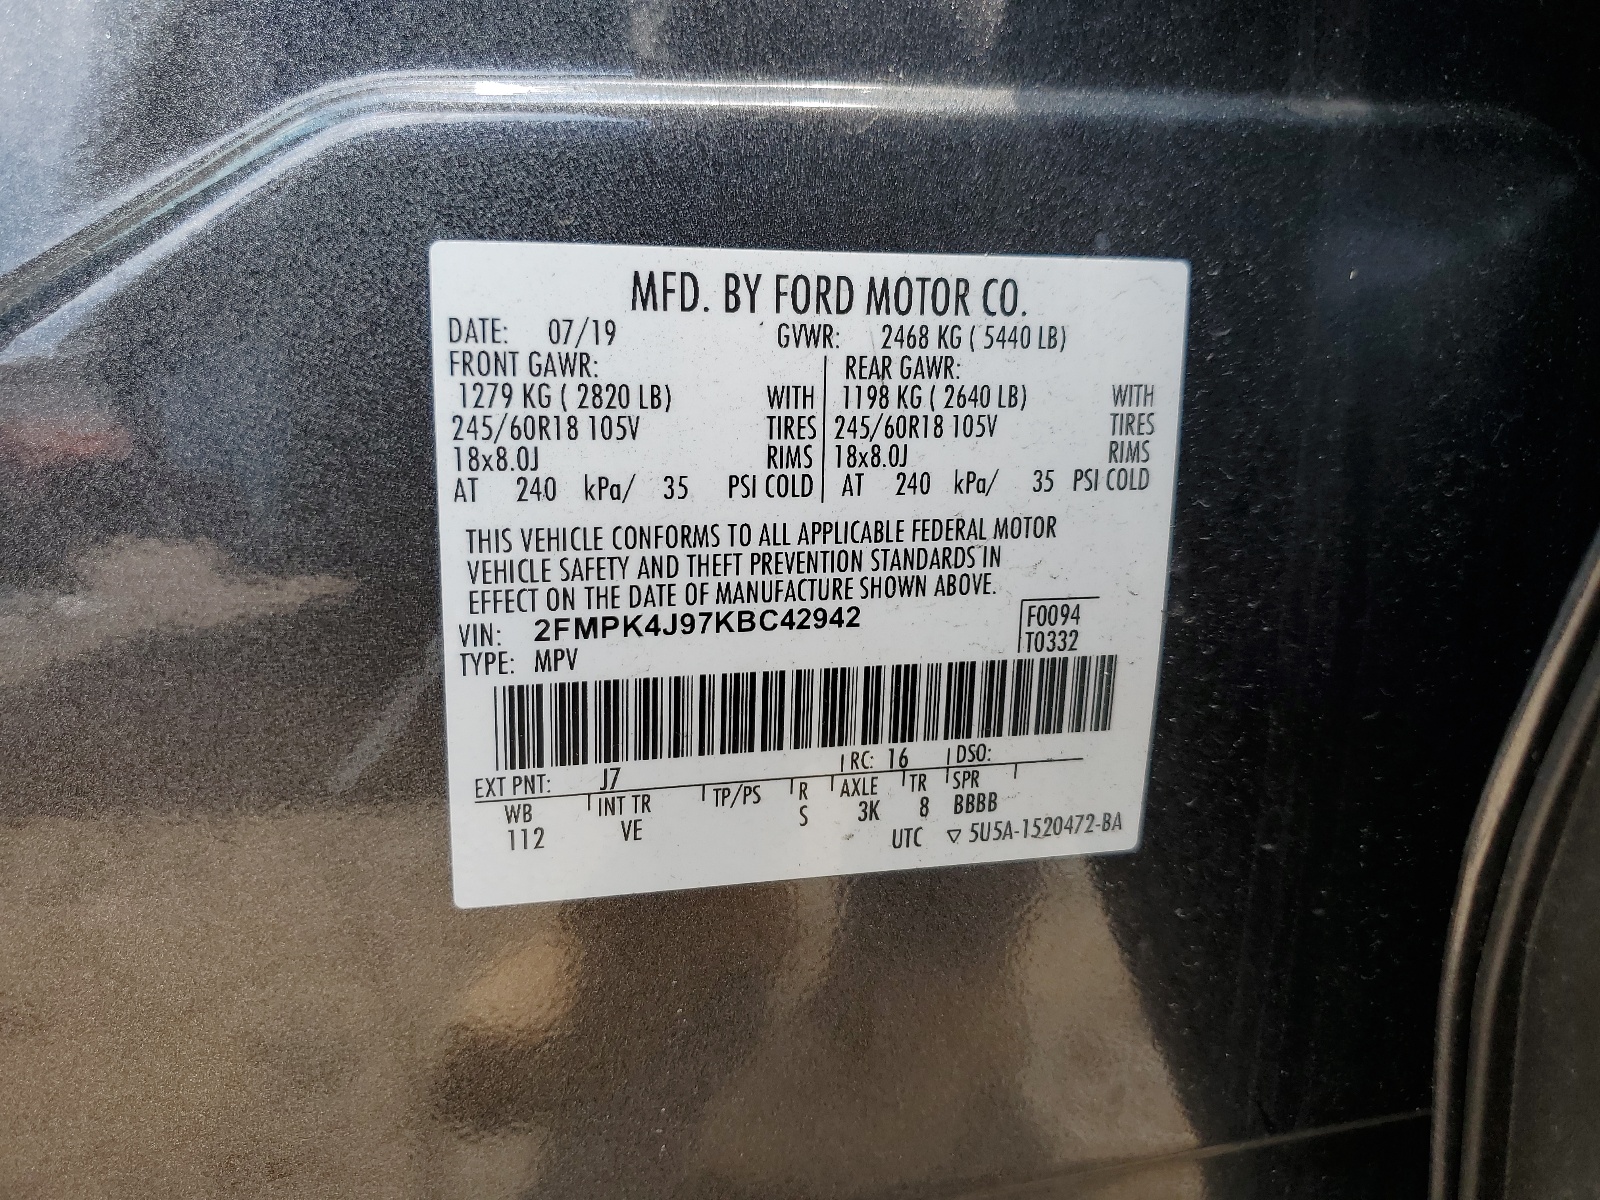 MFD. BY FORD MOTOR CO.
DATE: 07/19 GVWR: 2468 KG ( 5440 LB)
FRONT GAWR: REAR GAWR:
1279 KG ( 2820 LB) WITH 1198 KG ( 2640 LB) WITH
245/60R18 105V TIRES 245/60R18 105V TIRES
18x8.0J RIMS 18x8.0J RIMS
AT 240 kPa/ 35 PSI COLD AT 240 kPa/ 35 PSI COLD
THIS VEHICLE CONFORMS TO ALL APPLICABLE FEDERAL MOTOR
VEHICLE SAFETY AND THEFT PREVENTION STANDARDS IN
EFFECT ON THE DATE OF MANUFACTURE SHOWN ABOVE.
VIN: 2FMPK4J97KBC42942 F0094
TYPE: MPV T0332
EXT PNT: J7 RC: 16 DSO:
WB INT TR TP/PS R AXLE TR SPR
112 VE S 3K 8 BBBB
UTC ▽ 5U5A-1520472-BA